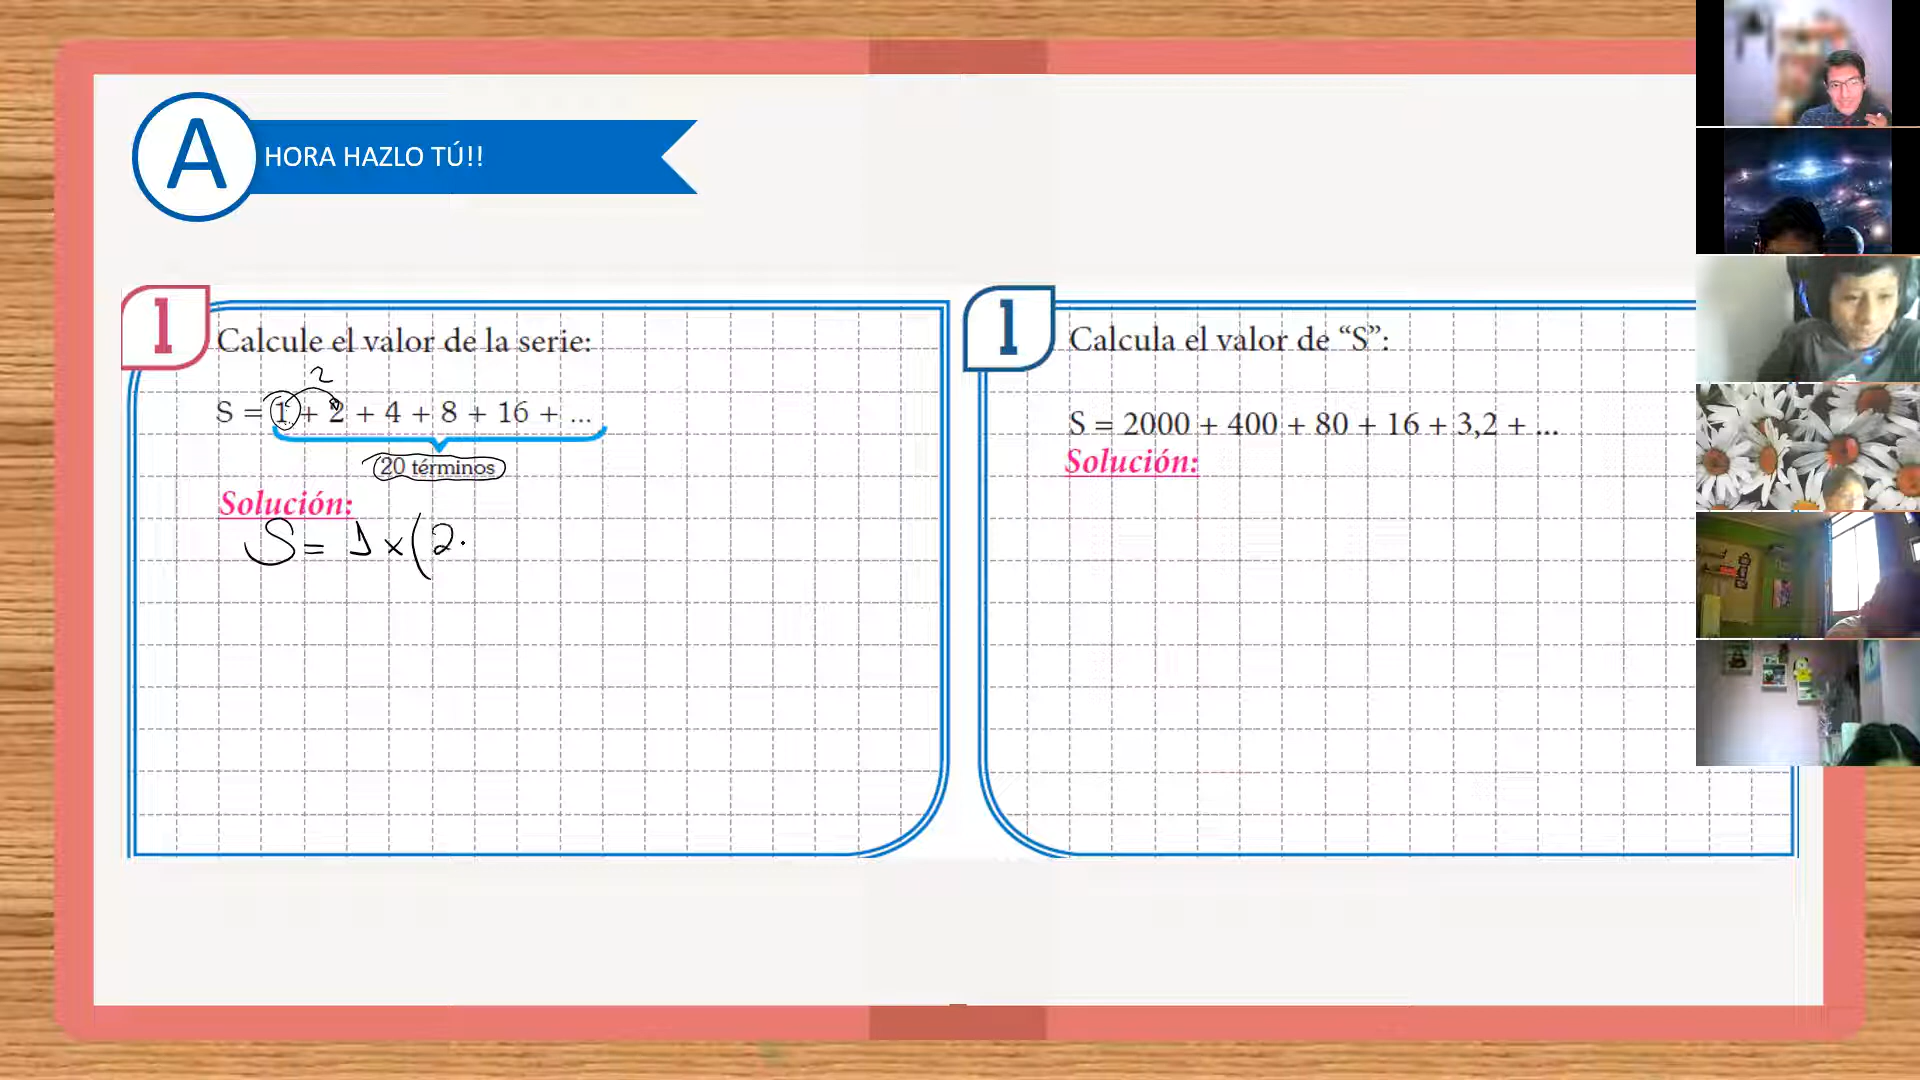 A
HORA HAZLO TÚ!!
1
Calcule el valor de la serie:
2
S = 1 + 2 + 4 + 8 + 16 + ...
20 términos
Solución:
S = 1 x (2
1
Calcula el valor de “S”:
S = 2000 + 400 + 80 + 16 + 3,2 + ...
Solución: